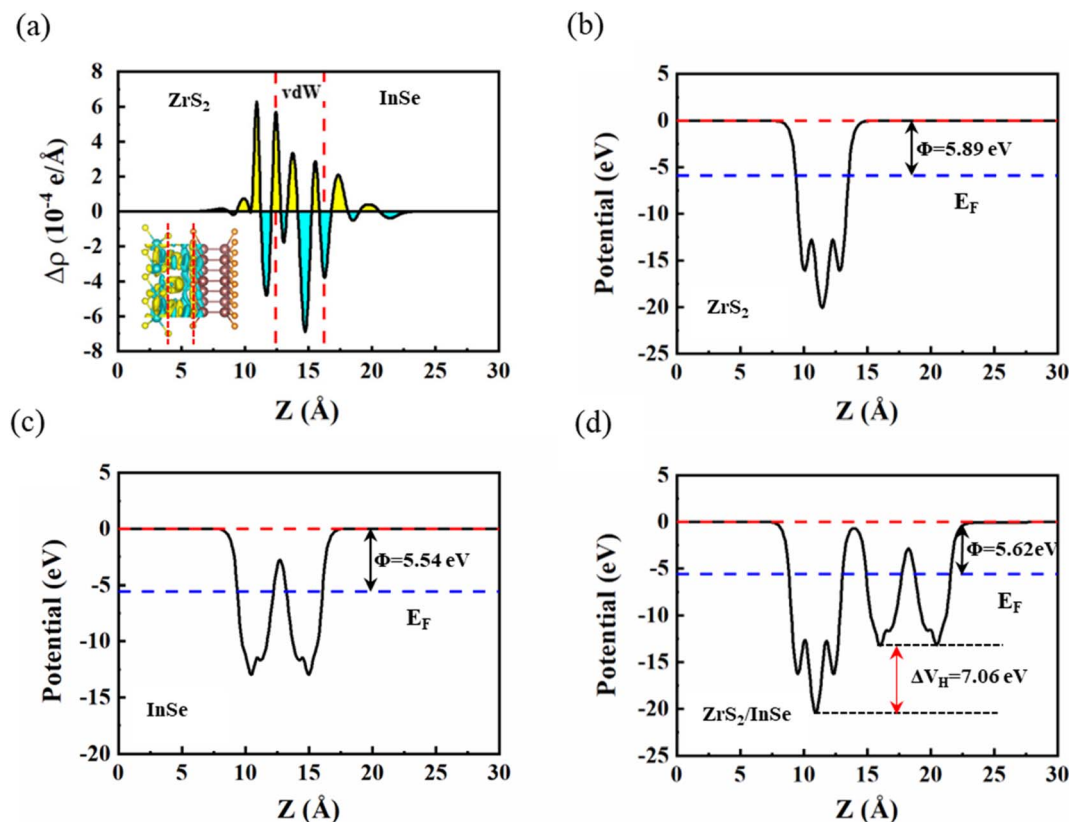 (a)
8
6
4
2
0
-2
-4
-6
-8
Δρ (10⁻⁴ e/Å)
ZrS₂
vdW
InSe
0 5 10 15 20 25 30
Z (Å)
(b)
5
0
-5
-10
-15
-20
-25
Potential (eV)
Φ=5.89 eV
E_F
ZrS₂
0 5 10 15 20 25 30
Z (Å)
(c)
5
0
-5
-10
-15
-20
Potential (eV)
Φ=5.54 eV
E_F
InSe
0 5 10 15 20 25 30
Z (Å)
(d)
5
0
-5
-10
-15
-20
-25
Potential (eV)
Φ=5.62eV
E_F
ΔV_H=7.06 eV
ZrS₂/InSe
0 5 10 15 20 25 30
Z (Å)